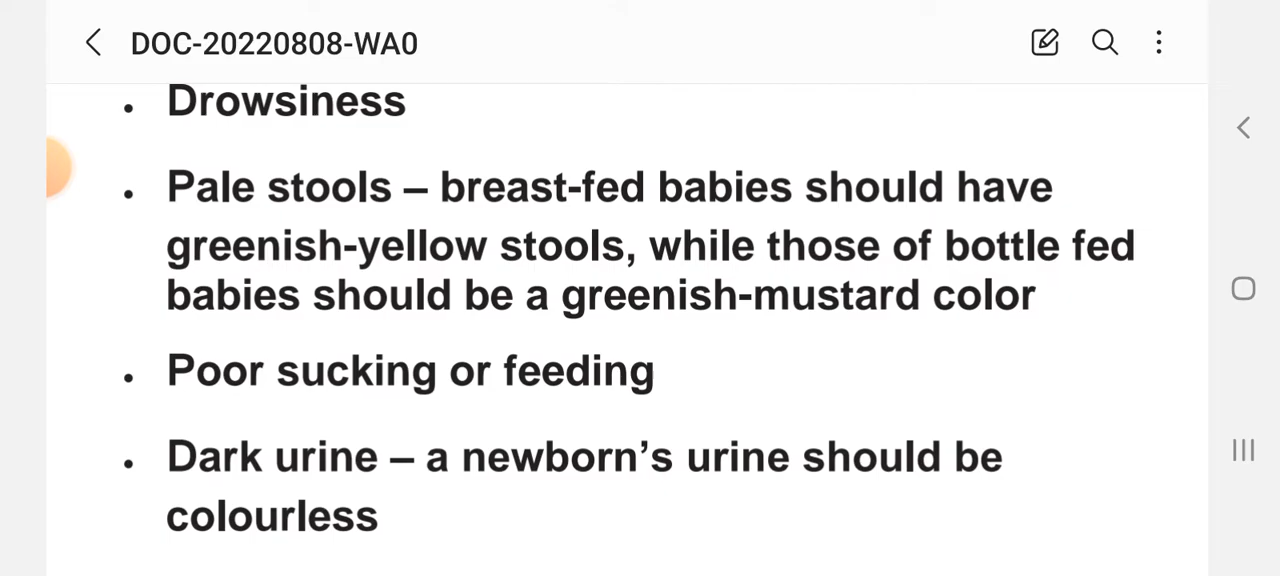 DOC-20220808-WA0
• Drowsiness
• Pale stools – breast-fed babies should have
greenish-yellow stools, while those of bottle fed
babies should be a greenish-mustard color
• Poor sucking or feeding
• Dark urine – a newborn’s urine should be
colourless